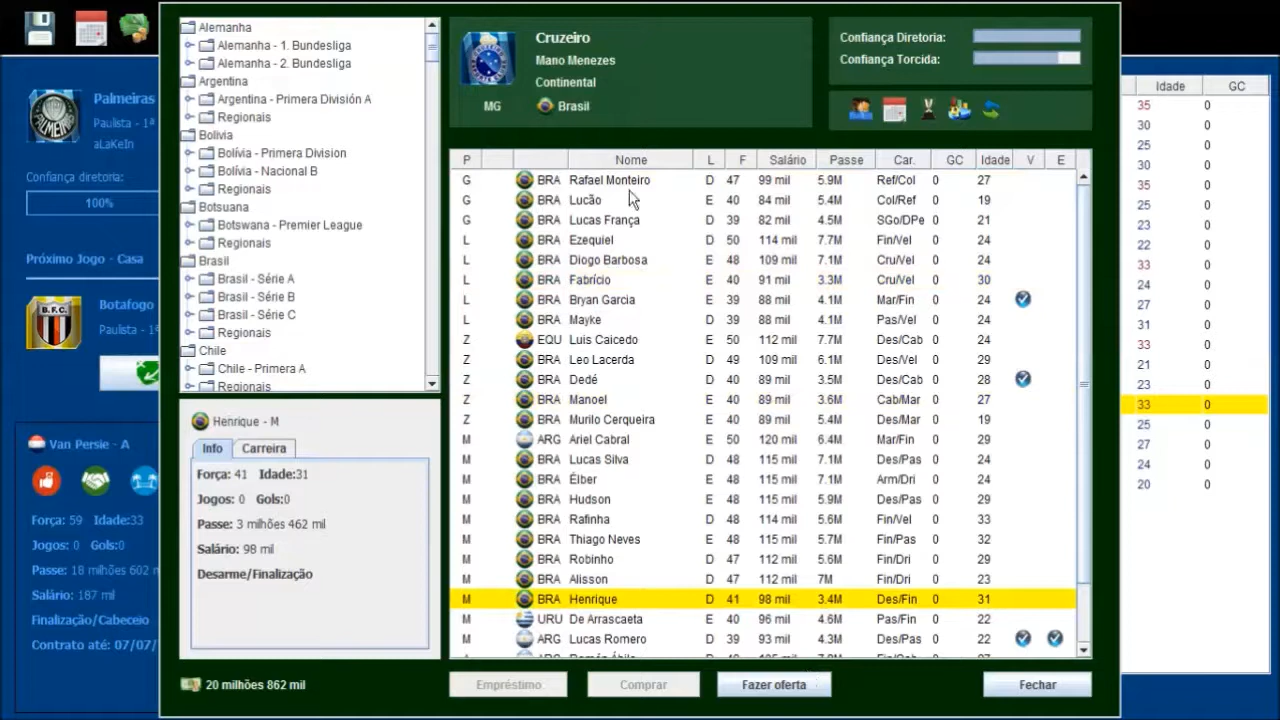 Palmeiras
Paulista - 1ª
aLaKeIn
Confiança diretoria:
100%
Próximo Jogo - Casa
Botafogo
Paulista - 1ª
Van Persie - A
Força: 59 Idade:33
Jogos: 0 Gols:0
Passe: 18 milhões 602 m
Salário: 187 mil
Finalização/Cabeceio
Contrato até: 07/07/
Alemanha
Alemanha - 1. Bundesliga
Alemanha - 2. Bundesliga
Argentina
Argentina - Primera División A
Regionais
Bolivia
Bolívia - Primera Division
Bolívia - Nacional B
Regionais
Botsuana
Botswana - Premier League
Regionais
Brasil
Brasil - Série A
Brasil - Série B
Brasil - Série C
Regionais
Chile
Chile - Primera A
Regionais
Henrique - M
Info Carreira
Força: 41 Idade:31
Jogos: 0 Gols:0
Passe: 3 milhões 462 mil
Salário: 98 mil
Desarme/Finalização
20 milhões 862 mil
Cruzeiro
Mano Menezes
Continental
MG Brasil
Confiança Diretoria:
Confiança Torcida:
P Nome L F Salário Passe Car. GC Idade V E
G BRA Rafael Monteiro D 47 99 mil 5.9M Ref/Col 0 27
G BRA Lucão E 40 84 mil 5.4M Col/Ref 0 19
G BRA Lucas França D 39 82 mil 4.5M SGo/DPe 0 21
L BRA Ezequiel D 50 114 mil 7.7M Fin/Vel 0 24
L BRA Diogo Barbosa E 48 109 mil 7.1M Cru/Vel 0 24
L BRA Fabrício E 40 91 mil 3.3M Cru/Vel 0 30
L BRA Bryan Garcia E 39 88 mil 4.1M Mar/Fin 0 24
L BRA Mayke D 39 88 mil 4.1M Pas/Vel 0 24
Z EQU Luis Caicedo E 50 112 mil 7.7M Des/Cab 0 24
Z BRA Leo Lacerda D 49 109 mil 6.1M Des/Vel 0 29
Z BRA Dedé D 40 89 mil 3.5M Des/Cab 0 28
Z BRA Manoel D 40 89 mil 3.6M Cab/Mar 0 27
Z BRA Murilo Cerqueira E 40 89 mil 5.4M Des/Mar 0 19
M ARG Ariel Cabral E 50 120 mil 6.4M Mar/Fin 0 29
M BRA Lucas Silva D 48 115 mil 7.1M Des/Pas 0 24
M BRA Élber E 48 115 mil 7.1M Arm/Dri 0 24
M BRA Hudson D 48 115 mil 5.9M Des/Pas 0 29
M BRA Rafinha D 48 114 mil 5.6M Fin/Vel 0 33
M BRA Thiago Neves E 48 115 mil 5.7M Fin/Pas 0 32
M BRA Robinho D 47 112 mil 5.6M Fin/Dri 0 29
M BRA Alisson D 47 112 mil 7M Fin/Dri 0 23
M BRA Henrique D 41 98 mil 3.4M Des/Fin 0 31
M URU De Arrascaeta E 40 96 mil 4.6M Pas/Fin 0 22
M ARG Lucas Romero D 39 93 mil 4.3M Des/Pas 0 22
Empréstimo Comprar Fazer oferta Fechar
Idade GC
35 0
30 0
25 0
30 0
35 0
25 0
23 0
22 0
33 0
24 0
27 0
31 0
33 0
21 0
23 0
33 0
25 0
27 0
24 0
20 0